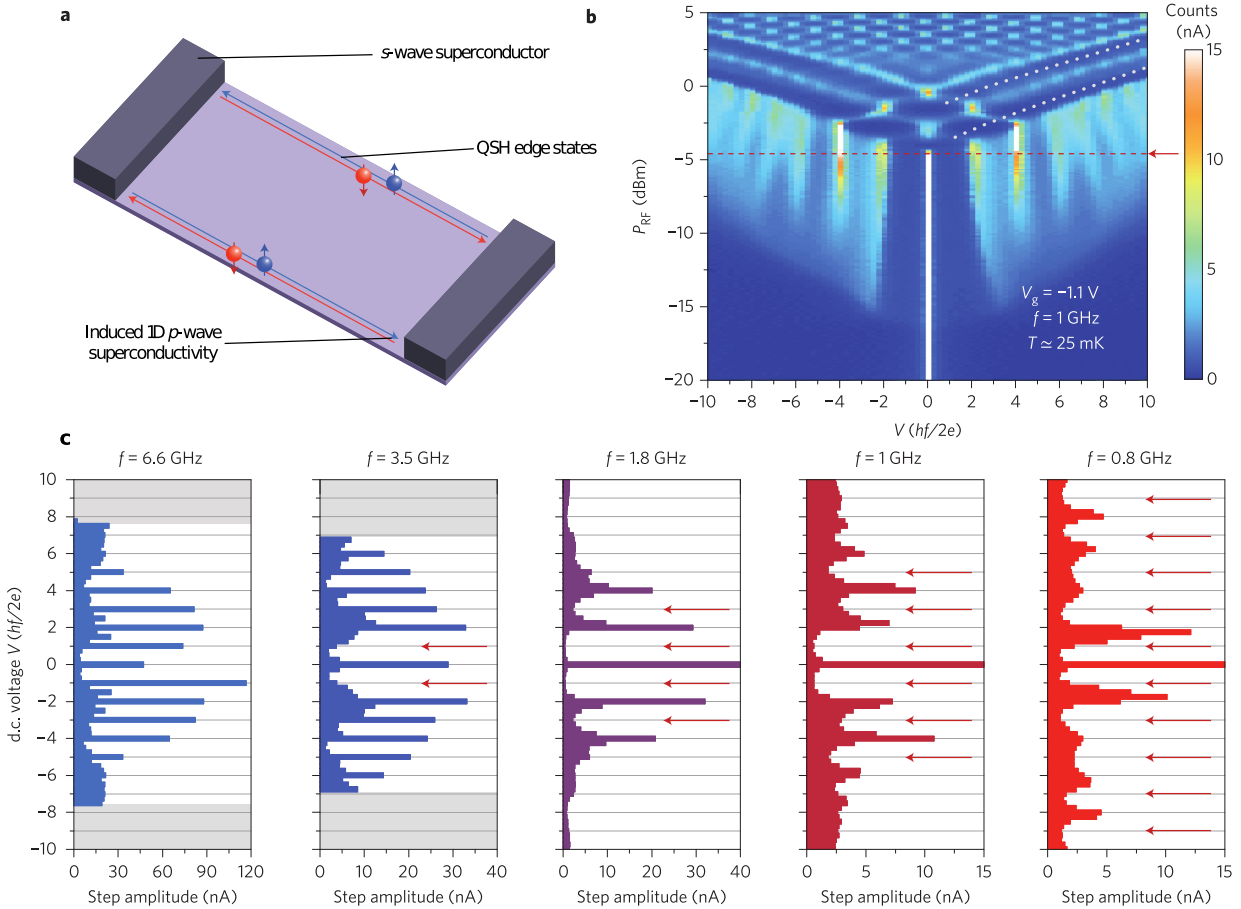 a
s-wave superconductor
QSH edge states
Induced 1D p-wave
superconductivity
b
Counts
(nA)
5
0
−5
−10
−15
−20
P_RF (dBm)
V_g = −1.1 V
f = 1 GHz
T ≃ 25 mK
−10 −8 −6 −4 −2 0 2 4 6 8 10
V (hf/2e)
15
10
5
0
c
f = 6.6 GHz
f = 3.5 GHz
f = 1.8 GHz
f = 1 GHz
f = 0.8 GHz
d.c. voltage V (hf/2e)
10
8
6
4
2
0
−2
−4
−6
−8
−10
0 30 60 90 120
0 10 20 30 40
0 10 20 30 40
0 5 10 15
0 5 10 15
Step amplitude (nA)
Step amplitude (nA)
Step amplitude (nA)
Step amplitude (nA)
Step amplitude (nA)